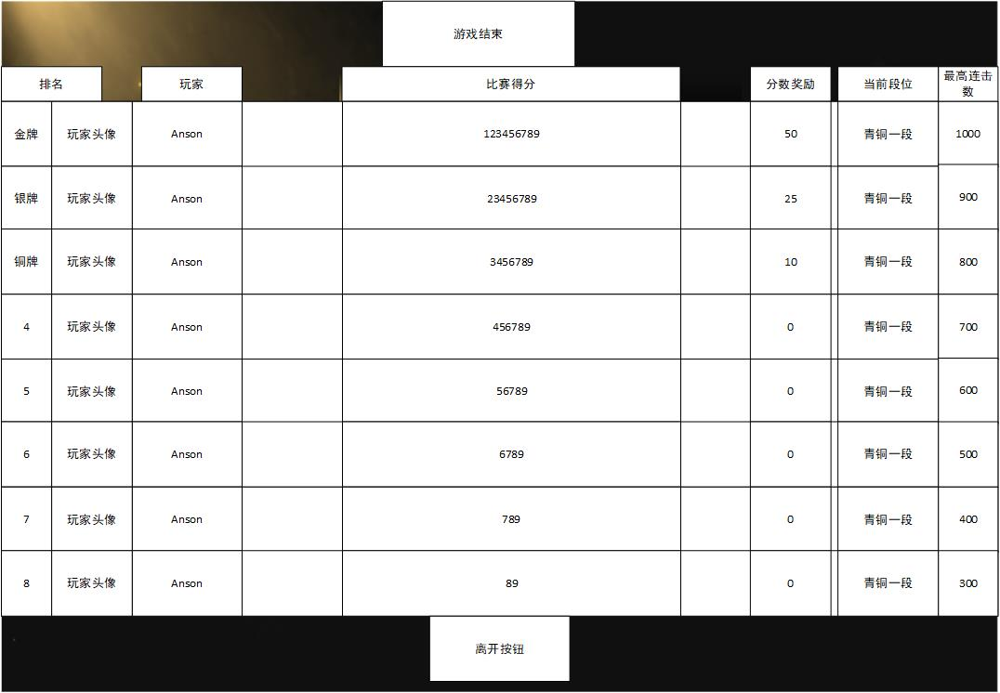 游戏结束
排名 玩家 比赛得分 分数奖励 当前段位 最高连击
数
金牌 玩家头像 Anson 123456789 50 青铜一段 1000
银牌 玩家头像 Anson 23456789 25 青铜一段 900
铜牌 玩家头像 Anson 3456789 10 青铜一段 800
4 玩家头像 Anson 456789 0 青铜一段 700
5 玩家头像 Anson 56789 0 青铜一段 600
6 玩家头像 Anson 6789 0 青铜一段 500
7 玩家头像 Anson 789 0 青铜一段 400
8 玩家头像 Anson 89 0 青铜一段 300
离开按钮